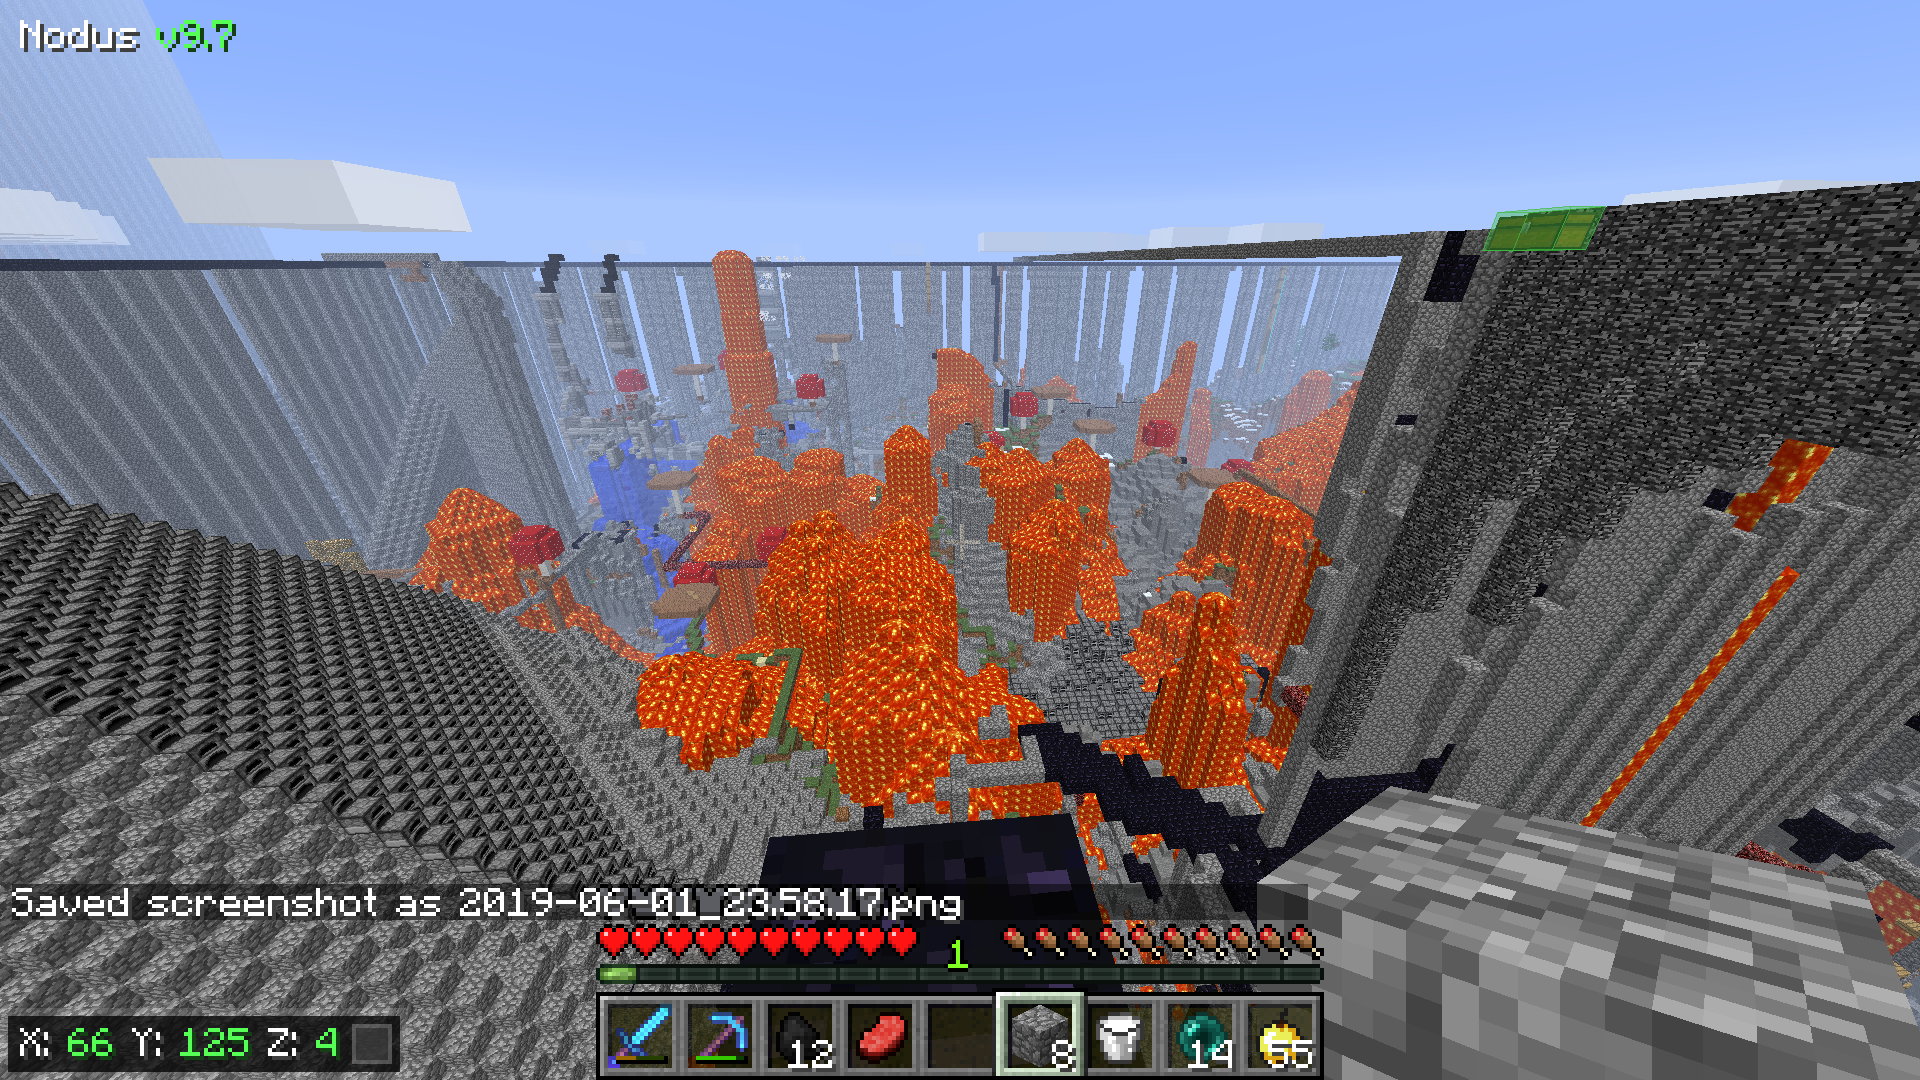 Nodus v9.7
Saved screenshot as 2019-06-01_23.58.17.png
1
X: 66 Y: 125 Z: 4
12
8
14
55